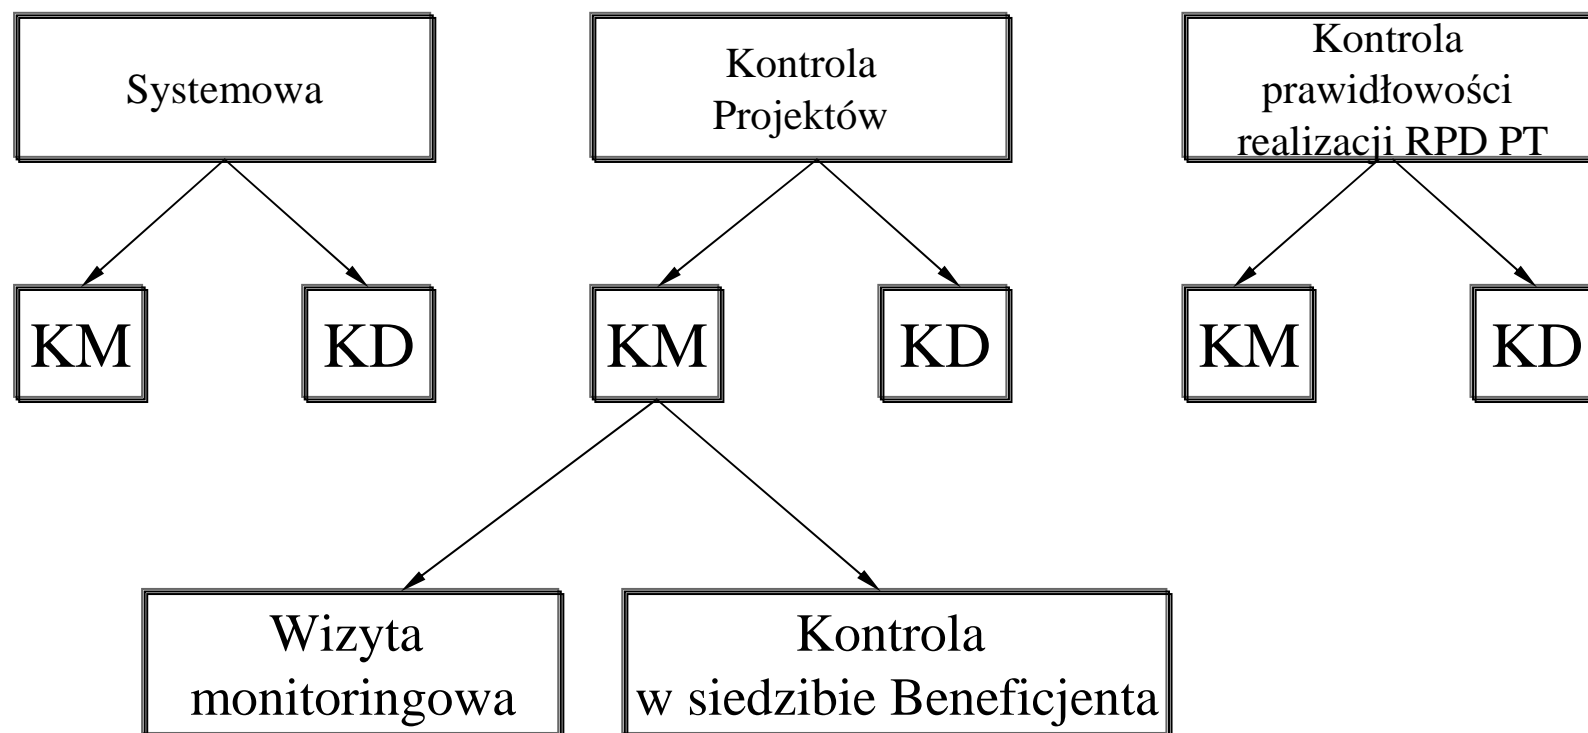 Systemowa
Kontrola
Projektów
Kontrola
prawidłowości
realizacji RPD PT
KM
KD
KM
KD
KM
KD
Wizyta
monitoringowa
Kontrola
w siedzibie Beneficjenta